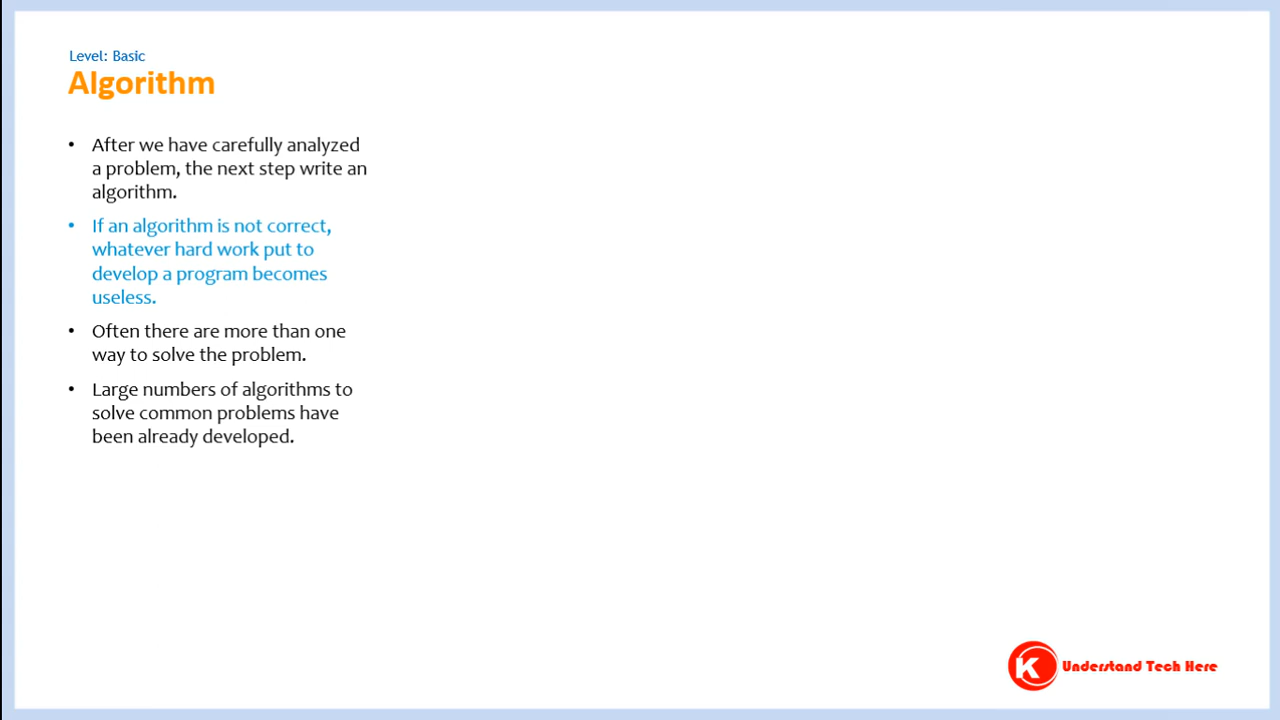 Level: Basic
Algorithm
• After we have carefully analyzed
a problem, the next step write an
algorithm.
• If an algorithm is not correct,
whatever hard work put to
develop a program becomes
useless.
• Often there are more than one
way to solve the problem.
• Large numbers of algorithms to
solve common problems have
been already developed.
K Understand Tech Here